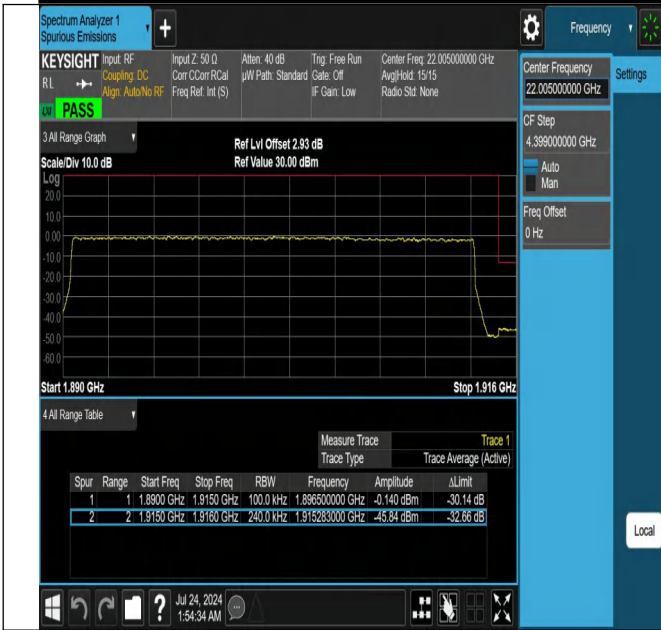 Spectrum Analyzer 1
Spurious Emissions
Frequency
KEYSIGHT
RL
Input: RF
Coupling: DC
Align: Auto/No RF
Input Z: 50 Ω
Corr CCorr RCal
Freq Ref: Int (S)
Atten: 40 dB
µW Path: Standard
Trig: Free Run
Gate: Off
IF Gain: Low
Center Freq: 22.005000000 GHz
Avg|Hold: 15/15
Radio Std: None
PASS
3 All Range Graph
Scale/Div 10.0 dB
Ref Lvl Offset 2.93 dB
Ref Value 30.00 dBm
Log
20.0
10.0
0.00
-10.0
-20.0
-30.0
-40.0
-50.0
-60.0
Start 1.890 GHz
Stop 1.916 GHz
4 All Range Table
Measure Trace Trace 1
Trace Type Trace Average (Active)
Spur Range Start Freq Stop Freq RBW Frequency Amplitude ΔLimit
1 1 1.8900 GHz 1.9150 GHz 100.0 kHz 1.896500000 GHz -0.140 dBm -30.14 dB
2 2 1.9150 GHz 1.9160 GHz 240.0 kHz 1.915283000 GHz -45.84 dBm -32.66 dB
Jul 24, 2024
1:54:34 AM
Center Frequency
22.005000000 GHz
Settings
CF Step
4.399000000 GHz
Auto
Man
Freq Offset
0 Hz
Local